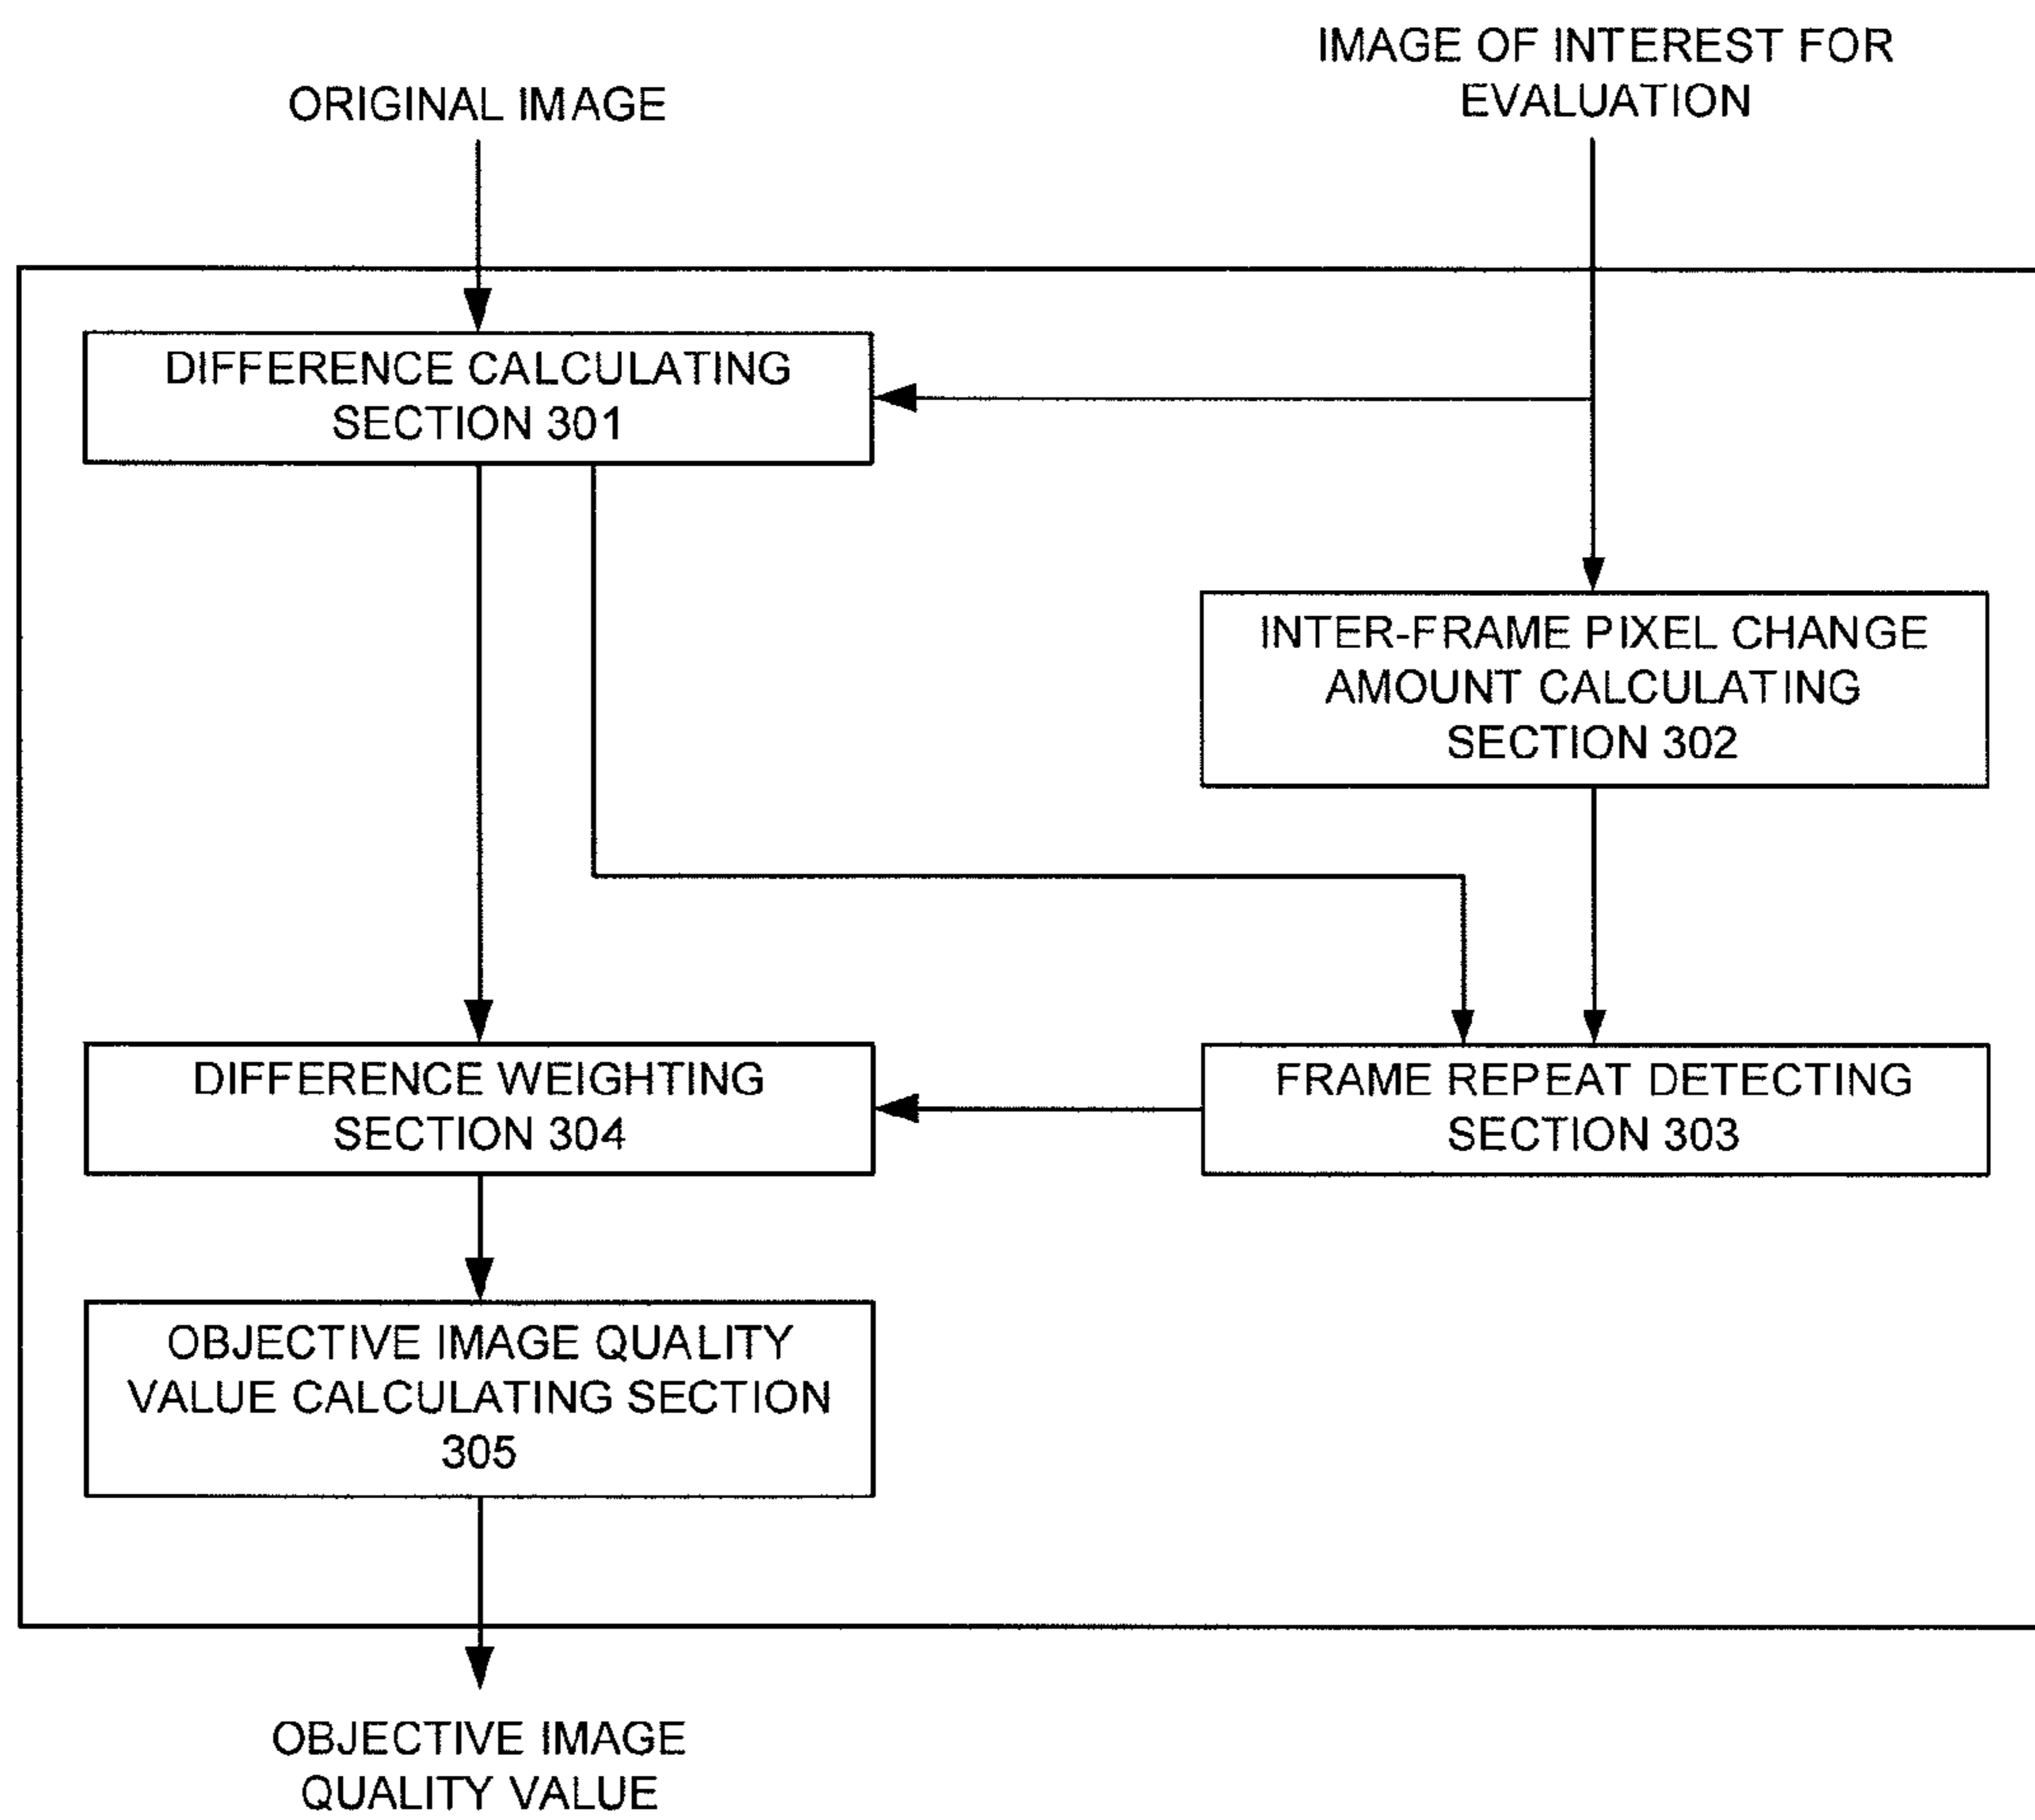 IMAGE OF INTEREST FOR
EVALUATION
ORIGINAL IMAGE
DIFFERENCE CALCULATING
SECTION 301
INTER-FRAME PIXEL CHANGE
AMOUNT CALCULATING
SECTION 302
DIFFERENCE WEIGHTING
SECTION 304
FRAME REPEAT DETECTING
SECTION 303
OBJECTIVE IMAGE QUALITY
VALUE CALCULATING SECTION
305
OBJECTIVE IMAGE
QUALITY VALUE